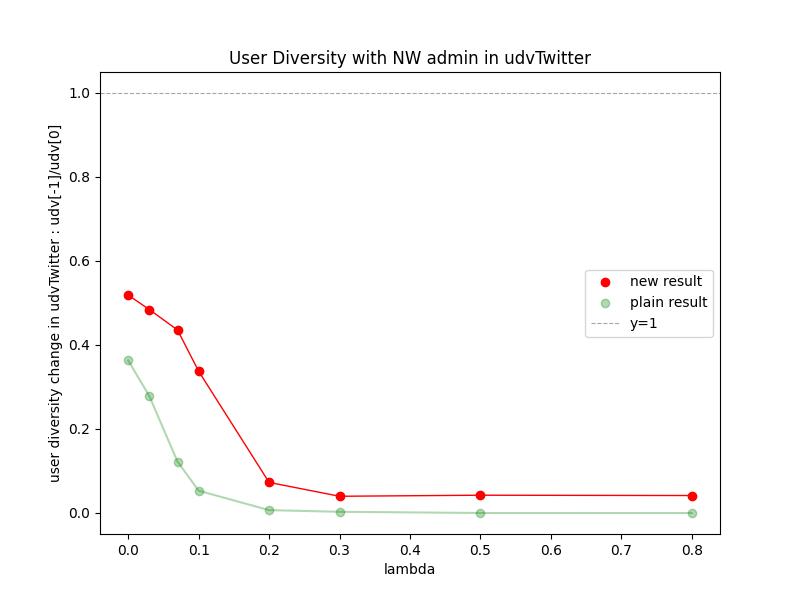 User Diversity with NW admin in udvTwitter
user diversity change in udvTwitter : udv[-1]/udv[0]
1.0
0.8
0.6
0.4
0.2
0.0
new result
plain result
y=1
0.0 0.1 0.2 0.3 0.4 0.5 0.6 0.7 0.8
lambda